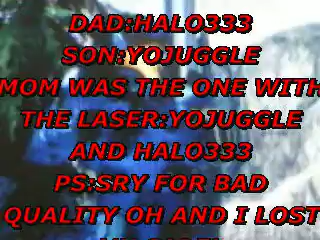 DAD:HALO333
SON:YOJUGGLE
MOM WAS THE ONE WITH
THE LASER:YOJUGGLE
AND HALO333
PS:SRY FOR BAD
QUALITY OH AND I LOST